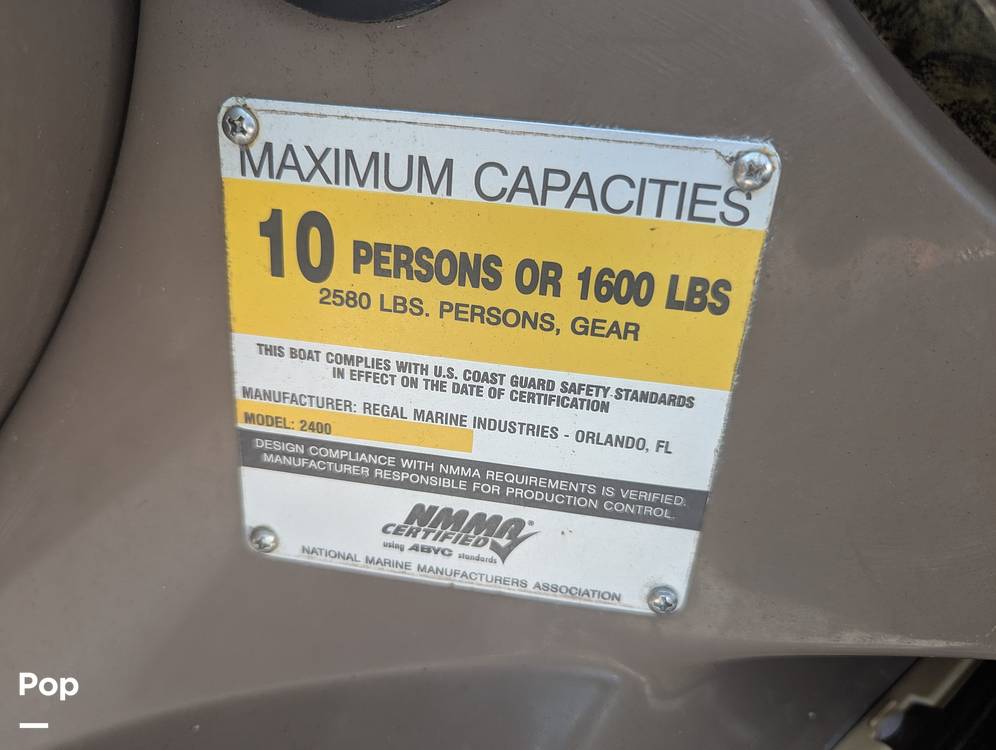 MAXIMUM CAPACITIES
10 PERSONS OR 1600 LBS
2580 LBS. PERSONS, GEAR
THIS BOAT COMPLIES WITH U.S. COAST GUARD SAFETY STANDARDS
IN EFFECT ON THE DATE OF CERTIFICATION
MANUFACTURER: REGAL MARINE INDUSTRIES - ORLANDO, FL
MODEL: 2400
DESIGN COMPLIANCE WITH NMMA REQUIREMENTS IS VERIFIED.
MANUFACTURER RESPONSIBLE FOR PRODUCTION CONTROL.
NMMA®
CERTIFIED
using ABYC standards
NATIONAL MARINE MANUFACTURERS ASSOCIATION
Pop